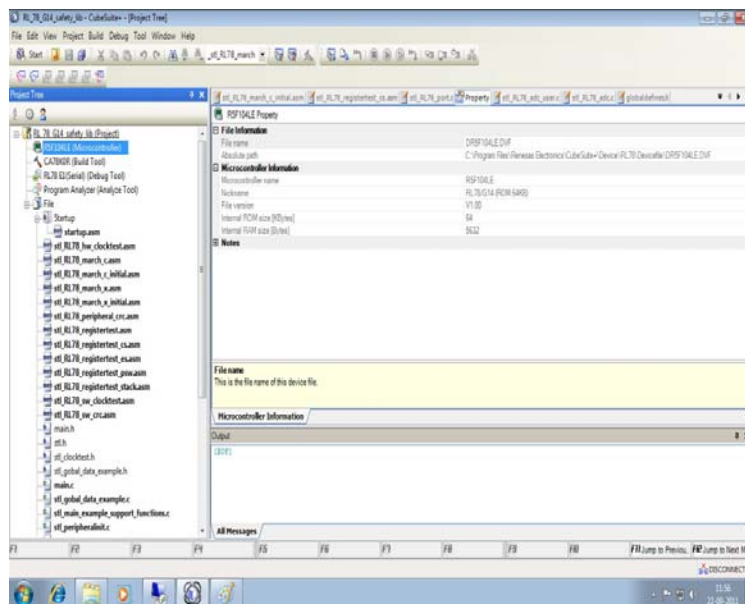 RL_78_G14_safety_lib - CubeSuite+ - [Project Tree]
File Edit View Project Build Debug Tool Window Help
Start
Project Tree
Property
RL_78_G14_safety_lib (Project)
R5F104LE (Microcontroller)
CA78K0R (Build Tool)
RL78 E1(Serial) (Debug Tool)
Program Analyzer (Analyze Tool)
File
Startup
startup.asm
stl_RL78_hw_clocktest.asm
stl_RL78_march_c.asm
stl_RL78_march_c_initial.asm
stl_RL78_march_x.asm
stl_RL78_march_x_initial.asm
stl_RL78_peripheral_crc.asm
stl_RL78_registertest.asm
stl_RL78_registertest_cs.asm
stl_RL78_registertest_es.asm
stl_RL78_registertest_psw.asm
stl_RL78_registertest_stack.asm
stl_RL78_sw_clocktest.asm
stl_RL78_sw_crc.asm
main.h
stl.h
stl_clocktest.h
stl_gobal_data_example.h
main.c
stl_gobal_data_example.c
stl_main_example_support_functions.c
stl_peripheralinit.c
R5F104LE Property
File Information
File name DR5F104LE.DVF
Absolute path C:\Program Files\Renesas Electronics\CubeSuite+\Device\RL78\Devicefile\DR5F104LE.DVF
Microcontroller Information
Microcontroller name R5F104LE
Nickname RL78/G14 (ROM:64KB)
File version V1.00
Internal ROM size [KBytes] 64
Internal RAM size [Bytes] 5632
Notes
File name
This is the file name of this device file.
Microcontroller Information
Output
[EOF]
All Messages
F1 F2 F3 F4 F5 F6 F7 F8 F9 F10 F11 Jump to Previou. F12 Jump to Next M
DISCONNECT
11:56